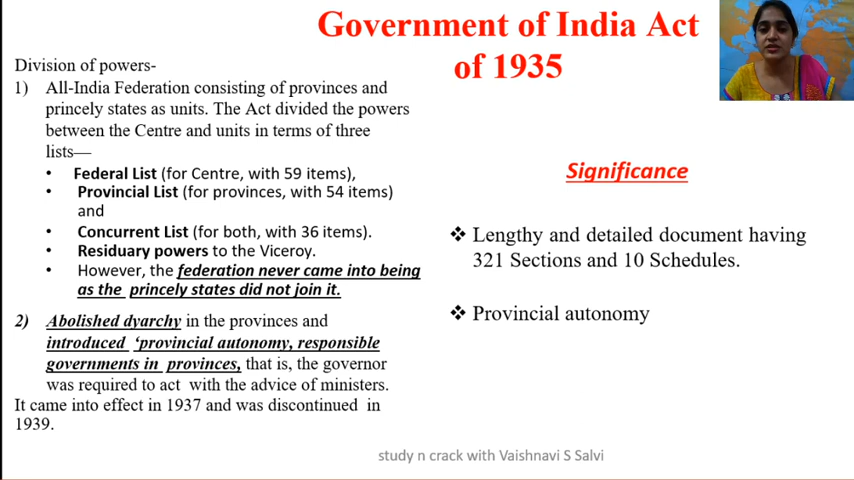 Government of India Act
of 1935
Division of powers-
1) All-India Federation consisting of provinces and
princely states as units. The Act divided the powers
between the Centre and units in terms of three
lists—
• Federal List (for Centre, with 59 items),
• Provincial List (for provinces, with 54 items)
and
• Concurrent List (for both, with 36 items).
• Residuary powers to the Viceroy.
• However, the federation never came into being
as the princely states did not join it.
2) Abolished dyarchy in the provinces and
introduced ‘provincial autonomy, responsible
governments in provinces, that is, the governor
was required to act with the advice of ministers.
It came into effect in 1937 and was discontinued in
1939.
Significance
❖ Lengthy and detailed document having
321 Sections and 10 Schedules.
❖ Provincial autonomy
study n crack with Vaishnavi S Salvi